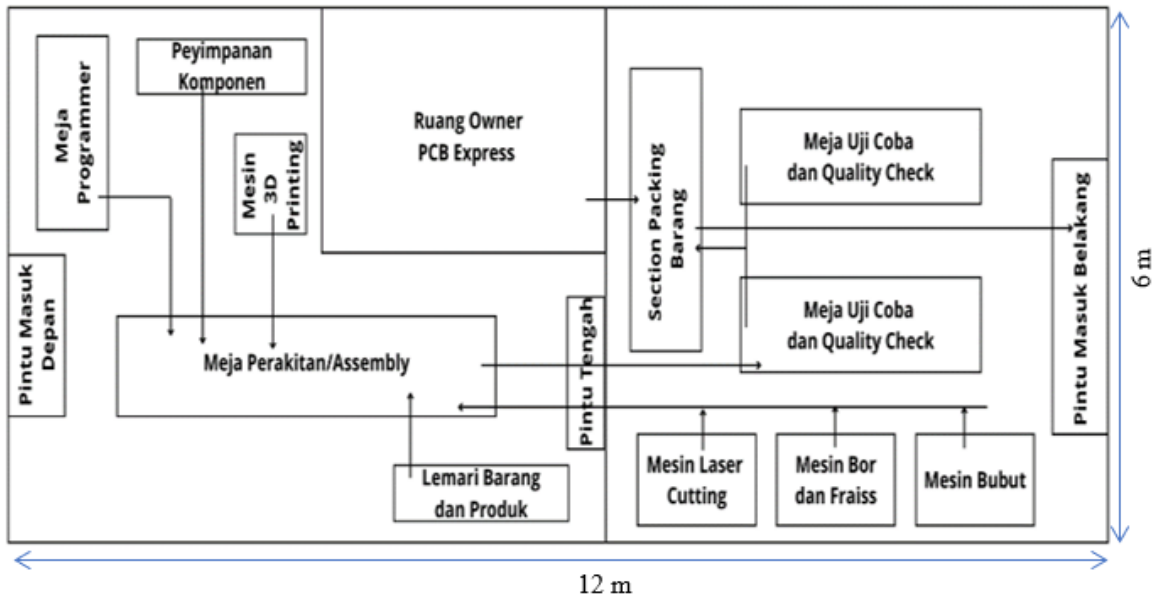 Meja
Programmer
Peyimpanan
Komponen
Mesin
3D
Printing
Ruang Owner
PCB Express
Section Packing
Barang
Meja Uji Coba
dan Quality Check
Pintu Masuk Belakang
6 m
Pintu Masuk
Depan
Meja Perakitan/Assembly
Pintu Tengah
Meja Uji Coba
dan Quality Check
Lemari Barang
dan Produk
Mesin Laser
Cutting
Mesin Bor
dan Fraiss
Mesin Bubut
12 m